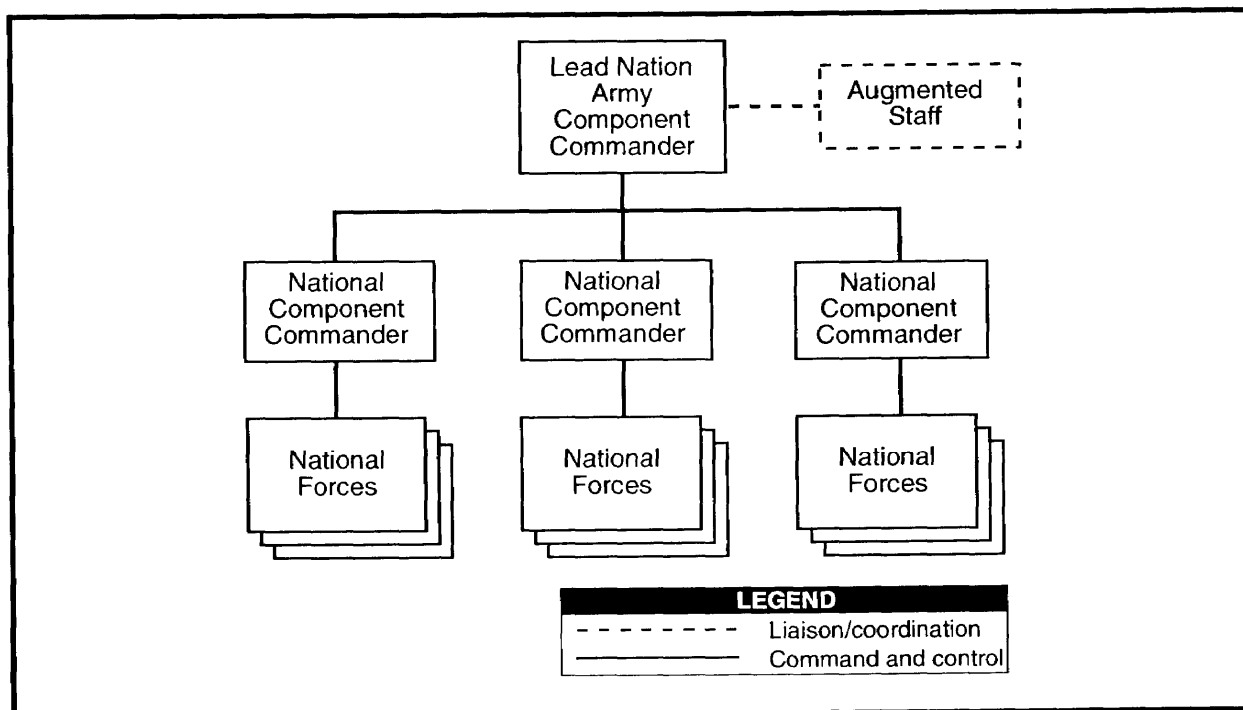 Lead Nation
Army
Component
Commander
Augmented
Staff
National
Component
Commander
National
Component
Commander
National
Component
Commander
National
Forces
National
Forces
National
Forces
LEGEND
Liaison/coordination
Command and control